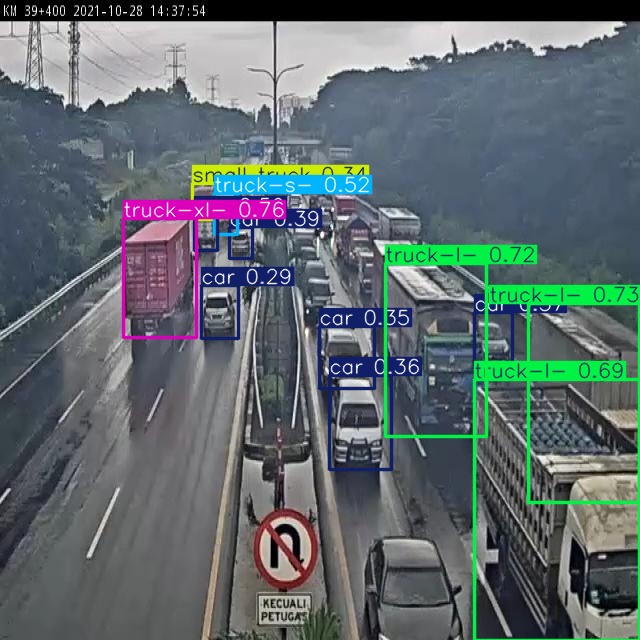 KM 39+400 2021-10-28 14:37:54
small truck 0.34
truck-s- 0.52
truck-xl- 0.76
car 0.39
truck-l- 0.72
car 0.29
truck-l- 0.73
car 0.35
car 0.36
truck-l- 0.69
KECUALI
PETUGAS